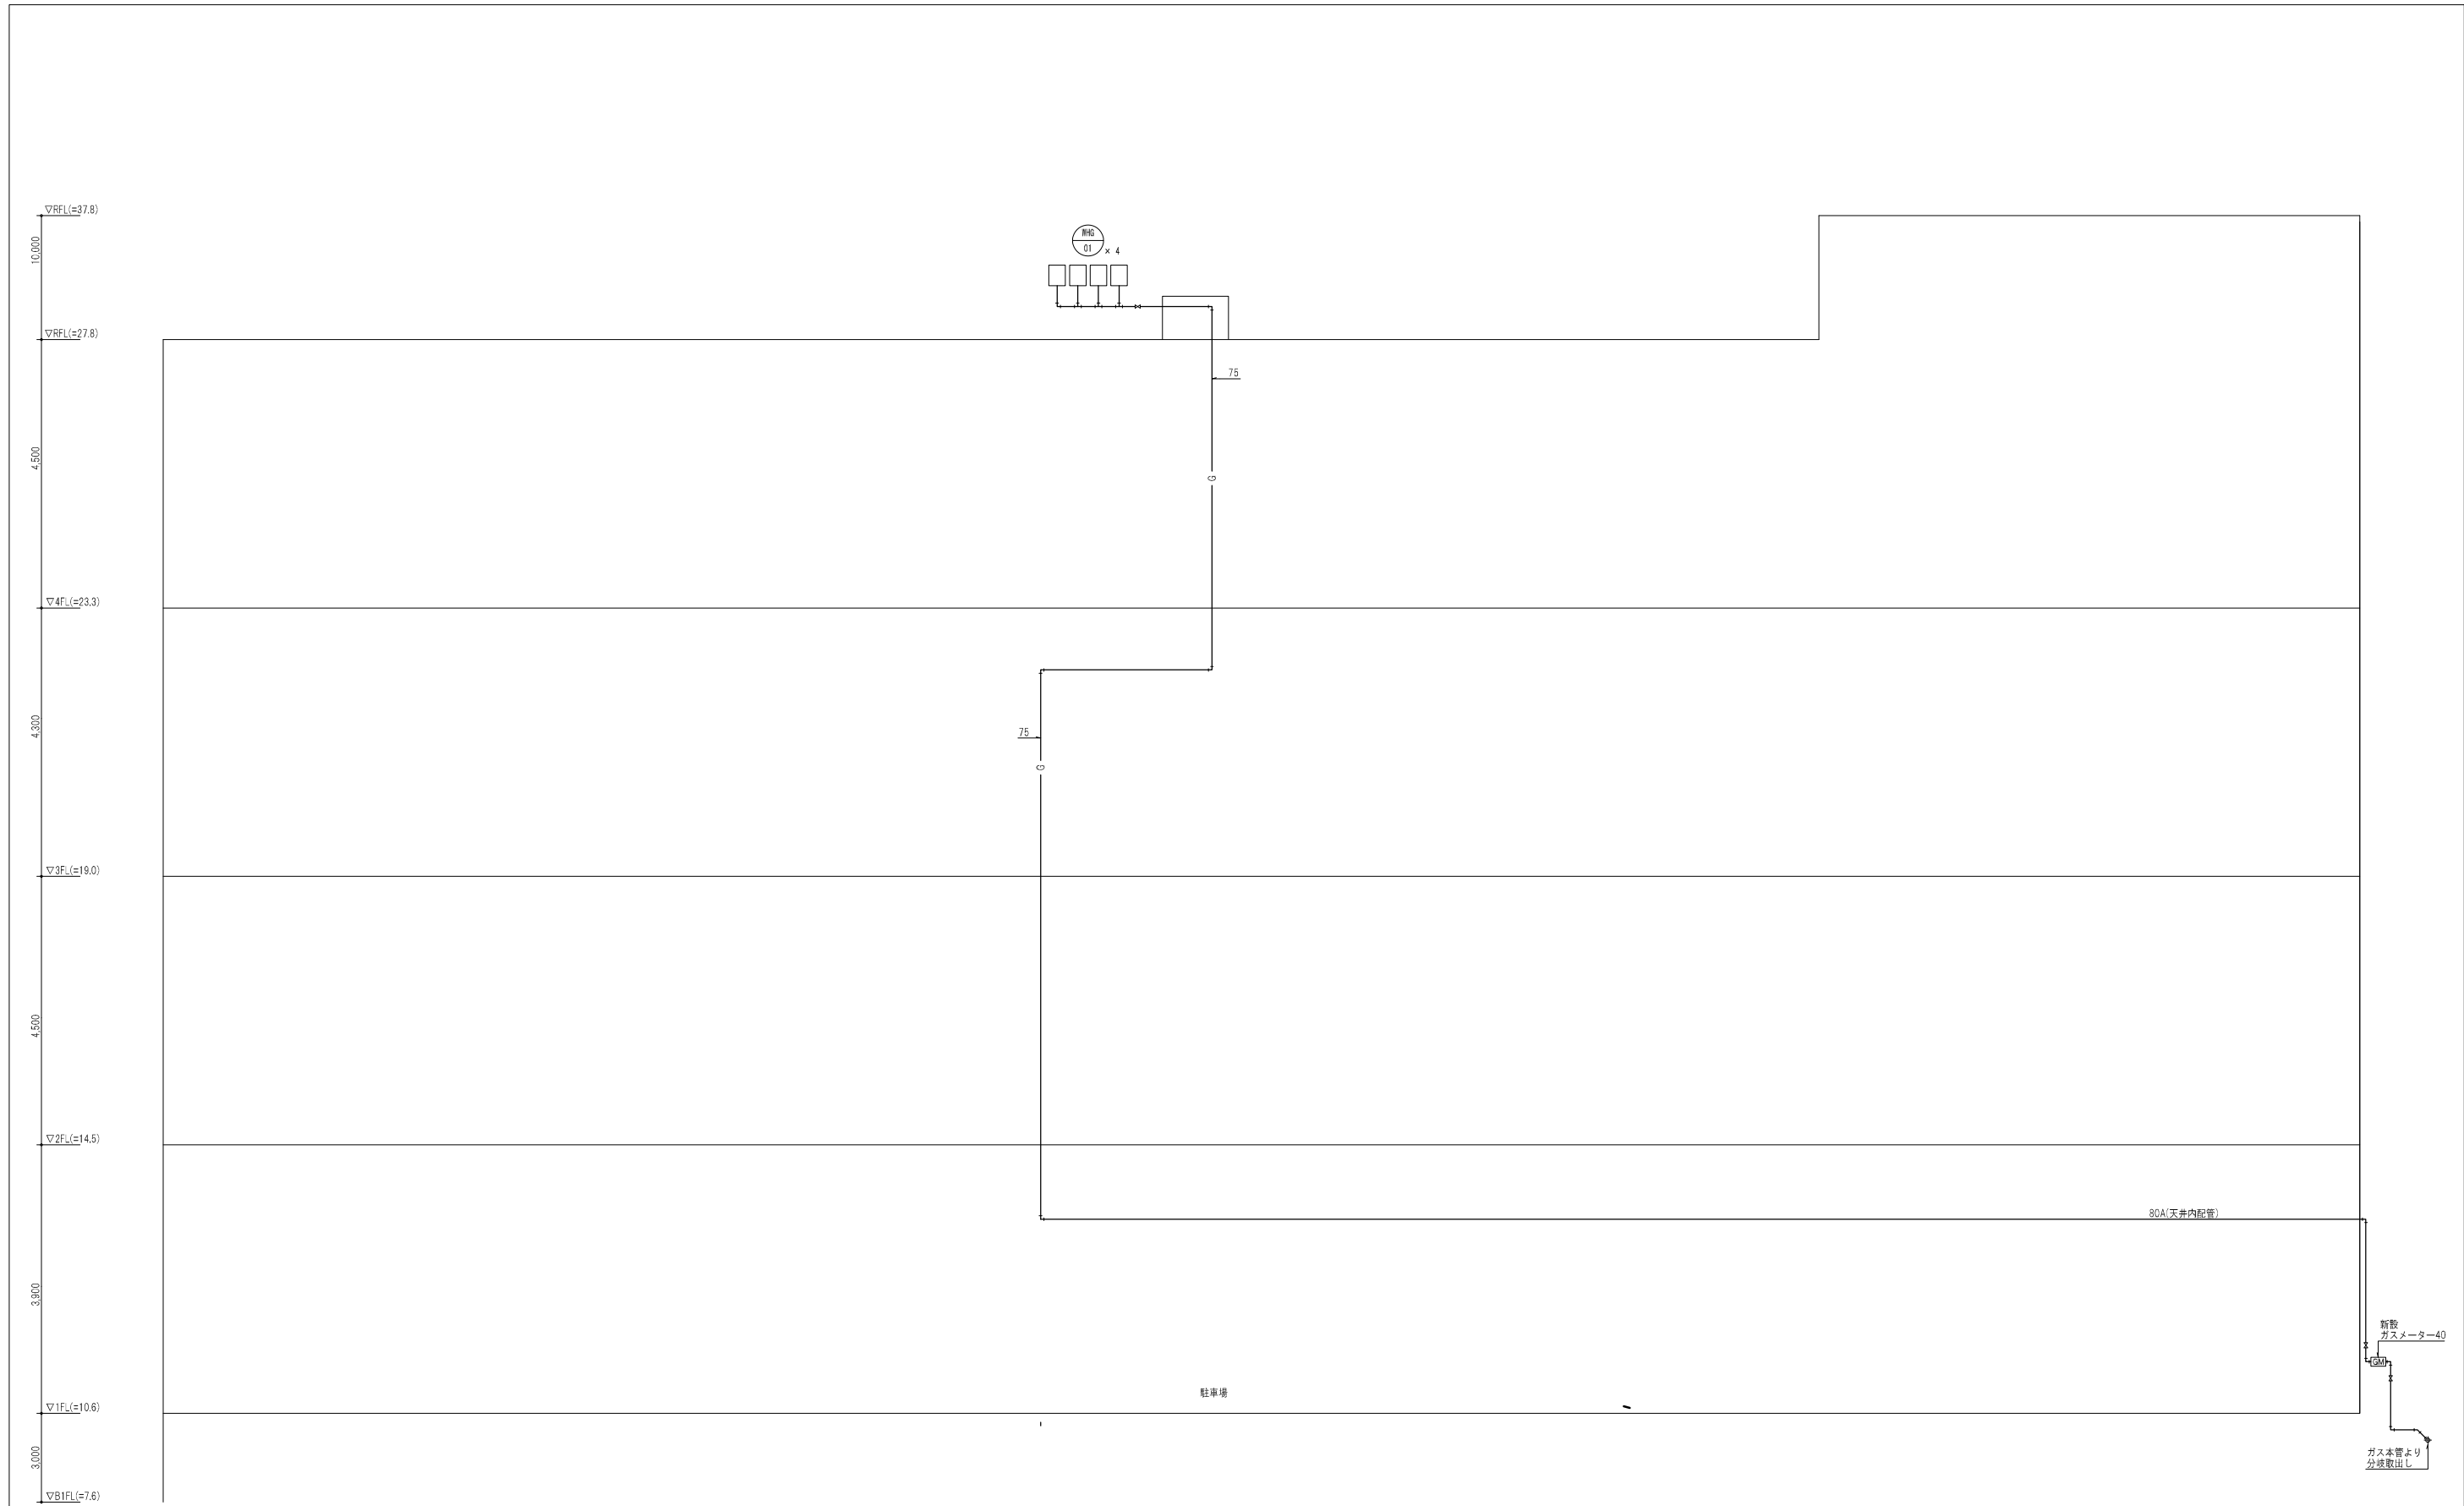 ▽RFL(=37.8)
10,000
WHG
01
× 4
▽RFL(=27.8)
75
4,500
G
▽4FL(=23.3)
4,300
75
G
▽3FL(=19.0)
4,500
▽2FL(=14.5)
80A(天井内配管)
3,900
新設
ガスメーター40
GM
駐車場
▽1FL(=10.6)
3,000
ガス本管より
分岐取出し
▽B1FL(=7.6)